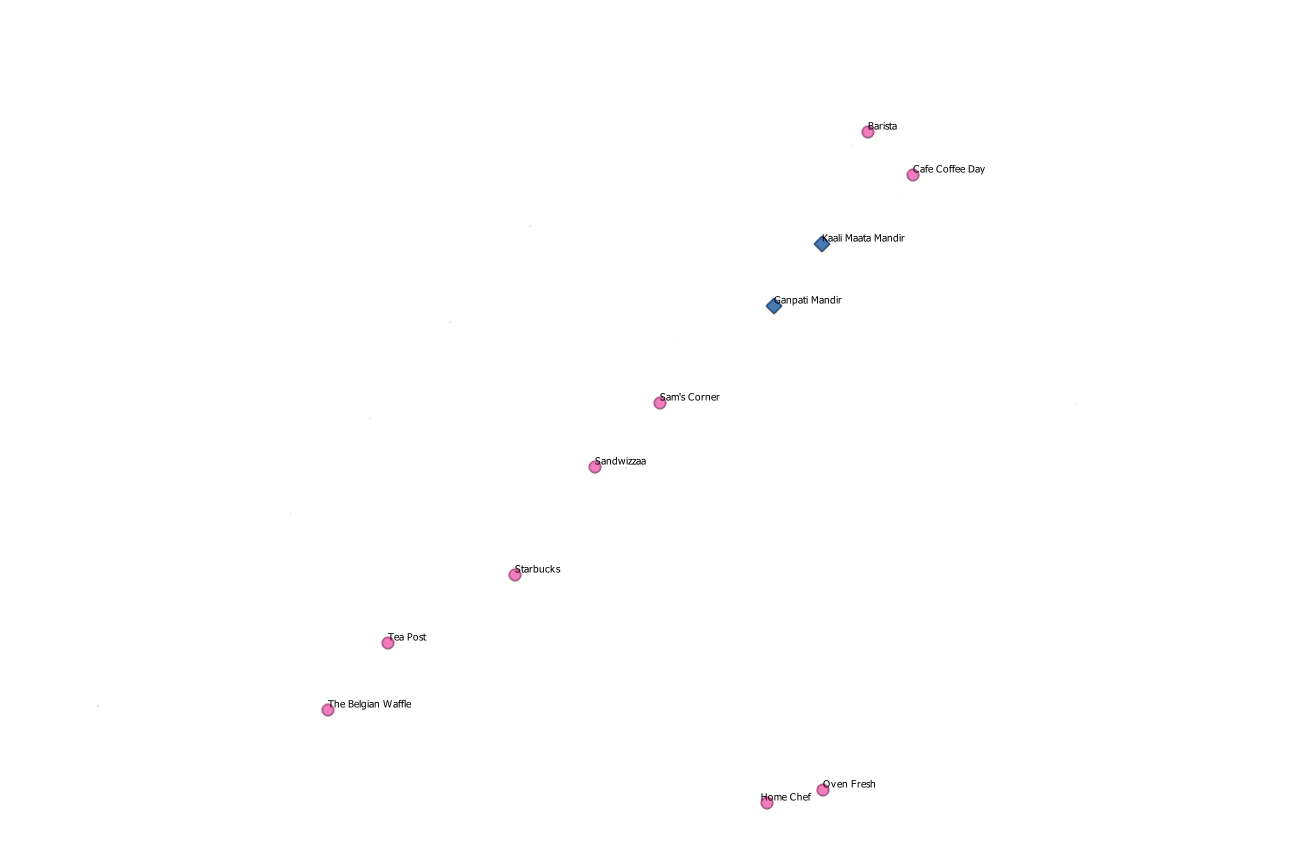 Barista
Cafe Coffee Day
Kaali Maata Mandir
Ganpati Mandir
Sam's Corner
Sandwizzaa
Starbucks
Tea Post
The Belgian Waffle
Oven Fresh
Home Chef